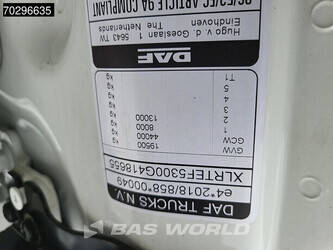 70296635
DAF TRUCKS N.V.
e4*2018/858*00049
XLRTEF5300G418655
GVW 19500 kg
GCW 44000 kg
1 8000 kg
2 13000 kg
3
4
5 kg
T1 kg
DAF
Hugo v. d. Goeslaan 1 5643 TW
Eindhoven The Netherlands
ARTICLE 9A COMPLIANT
BAS WORLD